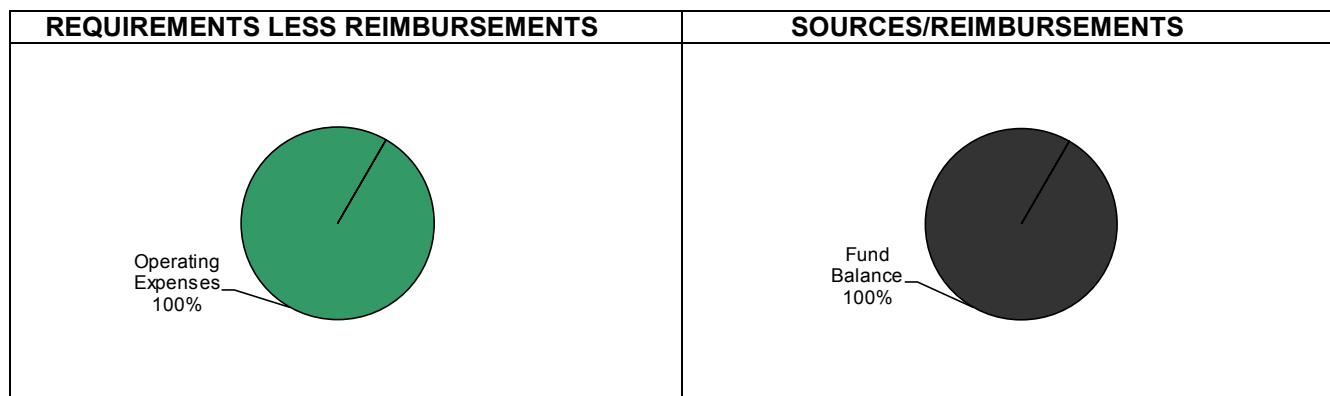 REQUIREMENTS LESS REIMBURSEMENTS
SOURCES/REIMBURSEMENTS
Operating
Expenses
100%
Fund
Balance
100%